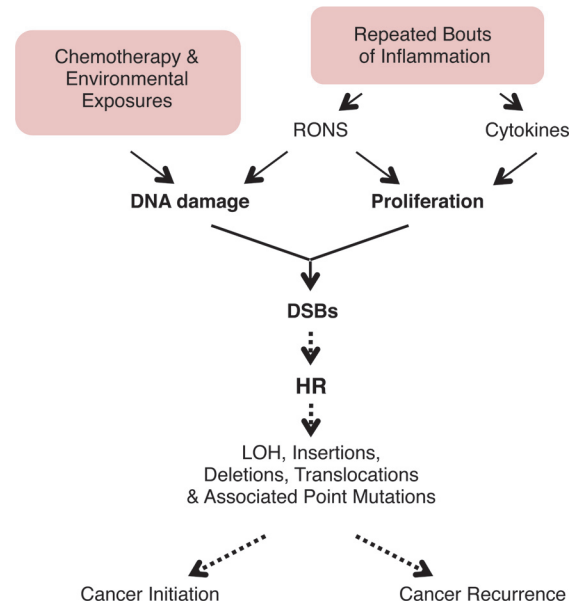 Chemotherapy &
Environmental
Exposures
Repeated Bouts
of Inflammation
RONS
Cytokines
DNA damage
Proliferation
DSBs
HR
LOH, Insertions,
Deletions, Translocations
& Associated Point Mutations
Cancer Initiation
Cancer Recurrence